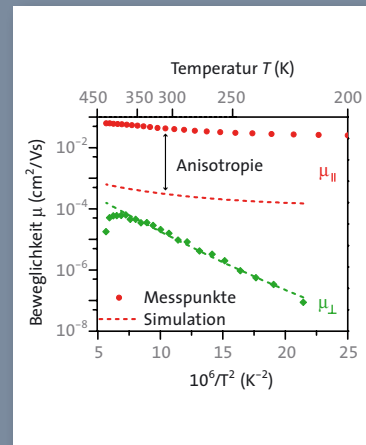 Temperatur T (K)
450 350 300 250 200
10⁻²
10⁻⁴
10⁻⁶
10⁻⁸
Beweglichkeit μ (cm²/Vs)
Anisotropie
μ∥
μ⊥
Messpunkte
Simulation
5 10 15 20 25
10⁶/T² (K⁻²)